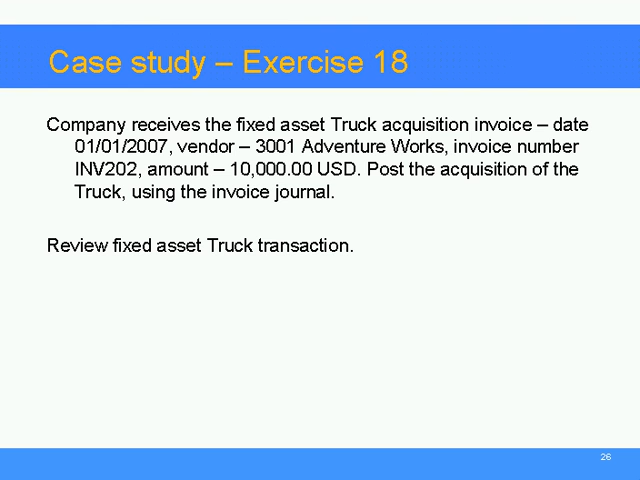 Case study – Exercise 18
Company receives the fixed asset Truck acquisition invoice – date
01/01/2007, vendor – 3001 Adventure Works, invoice number
INV202, amount – 10,000.00 USD. Post the acquisition of the
Truck, using the invoice journal.
Review fixed asset Truck transaction.
26